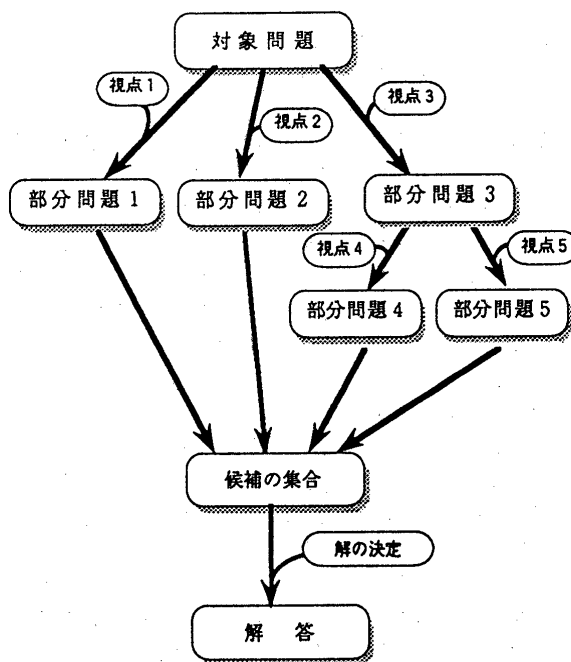 対象問題
視点1
視点2
視点3
部分問題1
部分問題2
部分問題3
視点4
視点5
部分問題4
部分問題5
候補の集合
解の決定
解 答